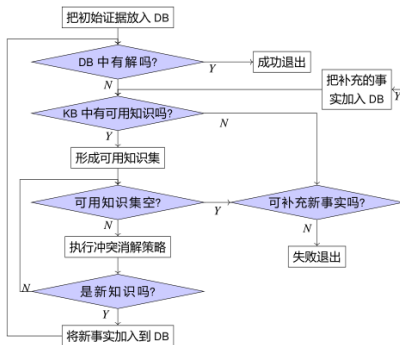 把初始证据放入 DB
DB 中有解吗?
Y
成功退出
N
把补充的事
实加入 DB
Y
KB 中有可用知识吗?
N
Y
形成可用知识集
可用知识集空?
Y
可补充新事实吗?
N
N
执行冲突消解策略
失败退出
是新知识吗?
N
Y
将新事实加入到 DB